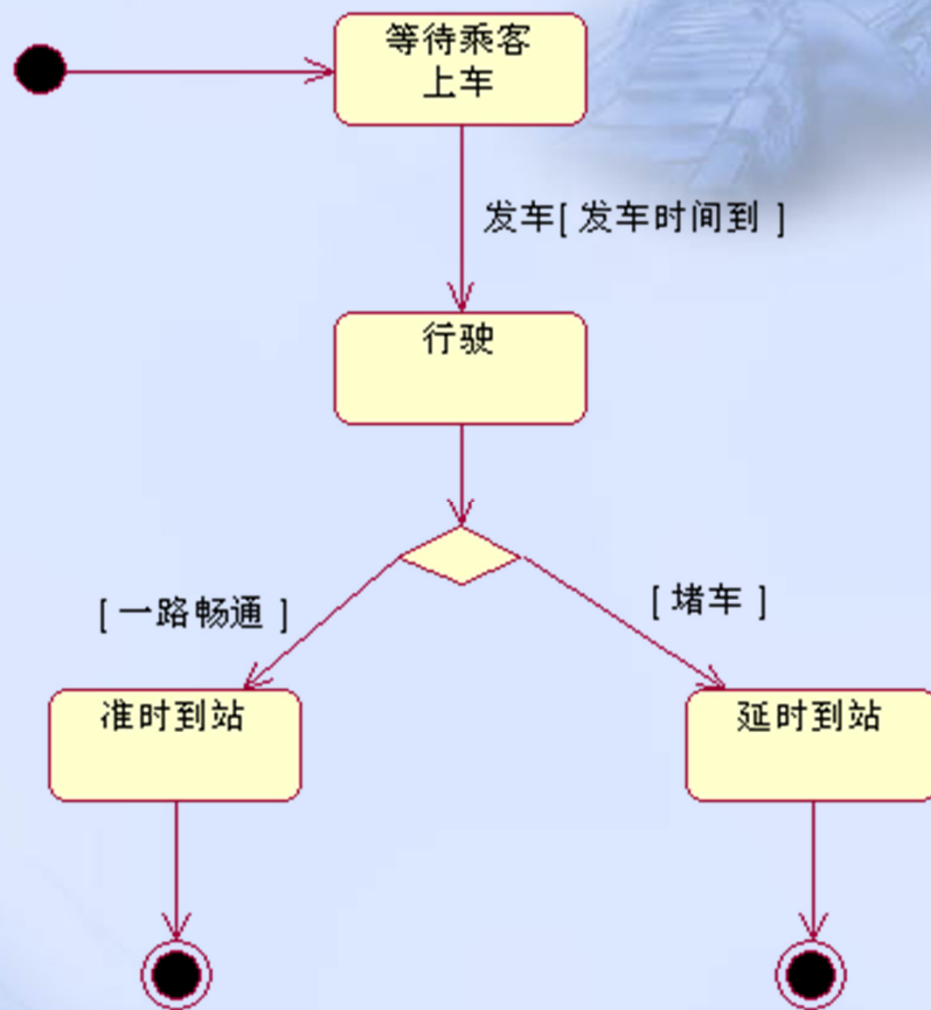 等待乘客
上车
发车[ 发车时间到 ]
行驶
[ 一路畅通 ]
[ 堵车 ]
准时到站
延时到站